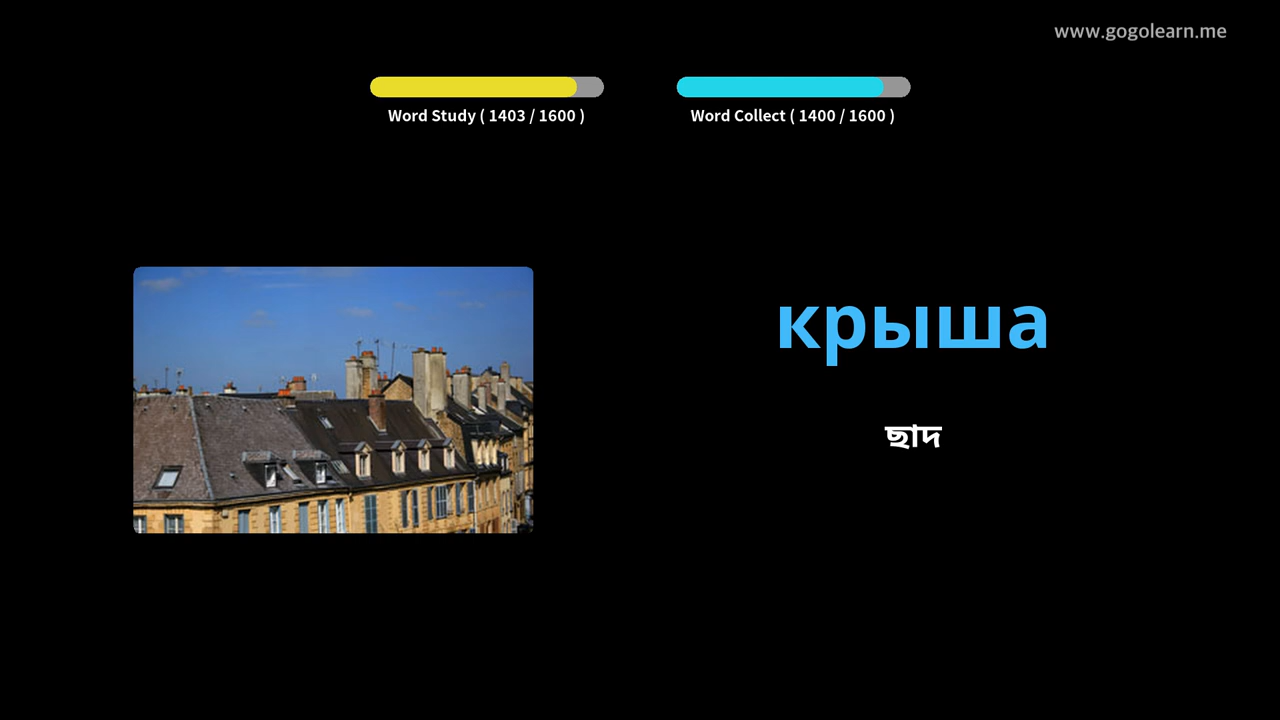 www.gogolearn.me
Word Study ( 1403 / 1600 )
Word Collect ( 1400 / 1600 )
крыша
ছাদ